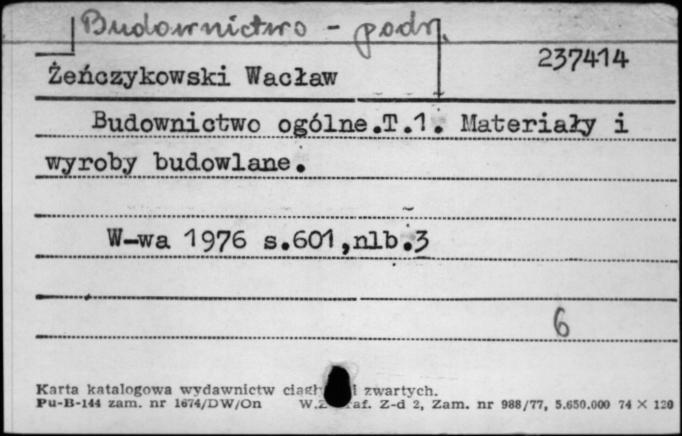 Budownictwo - podr.
237414
Żeńczykowski Wacław
Budownictwo ogólne.T.1. Materiały i
wyroby budowlane.
W-wa 1976 s.601,nlb.3
6
Karta katalogowa wydawnictw i zwartych.
Pu-B-144 zam. nr 1674/DW/On Z-d 2, Zam. nr 988/77, 5.650.000 74 × 120